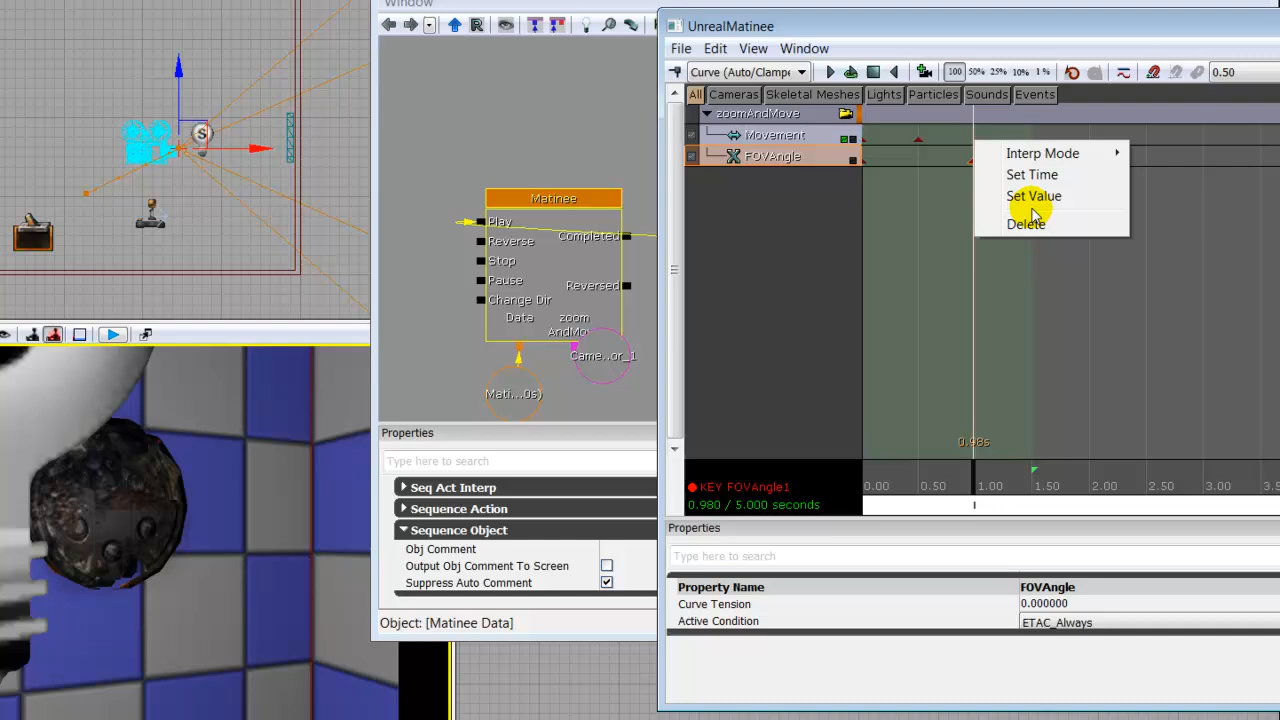 Window
UnrealMatinee
File Edit View Window
Curve (Auto/Clampe 100 50% 25% 10% 1 % 0.50
All Cameras Skeletal Meshes Lights Particles Sounds Events
zoomAndMove
Movement
FOVAngle
Interp Mode
Set Time
Set Value
Delete
S
Matinee
Play
Completed
Reverse
Stop
Pause
Reversed
Change Dir
Data zoom
AndMo
Came...or_1
Mati...0s)
0.98s
KEY FOVAngle1
0.980 / 5.000 seconds
0.00 0.50 1.00 1.50 2.00 2.50 3.00 3.5
Properties
Type here to search
Seq Act Interp
Sequence Action
Sequence Object
Obj Comment
Output Obj Comment To Screen
Suppress Auto Comment
Object: [Matinee Data]
Properties
Type here to search
Property Name FOVAngle
Curve Tension 0.000000
Active Condition ETAC_Always